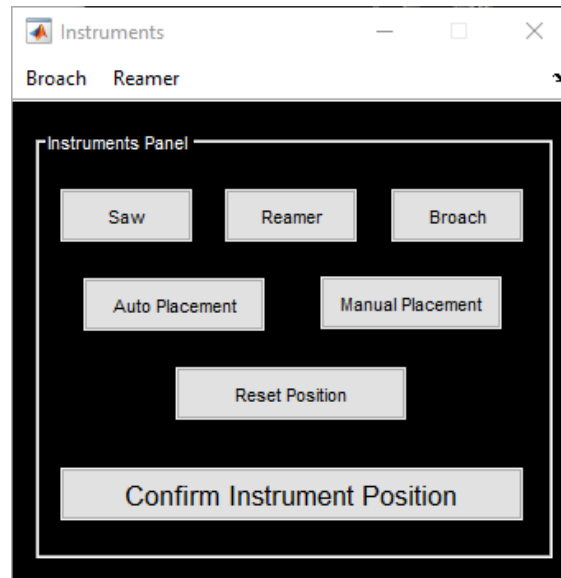 Instruments
Broach Reamer
Instruments Panel
Saw Reamer Broach
Auto Placement Manual Placement
Reset Position
Confirm Instrument Position